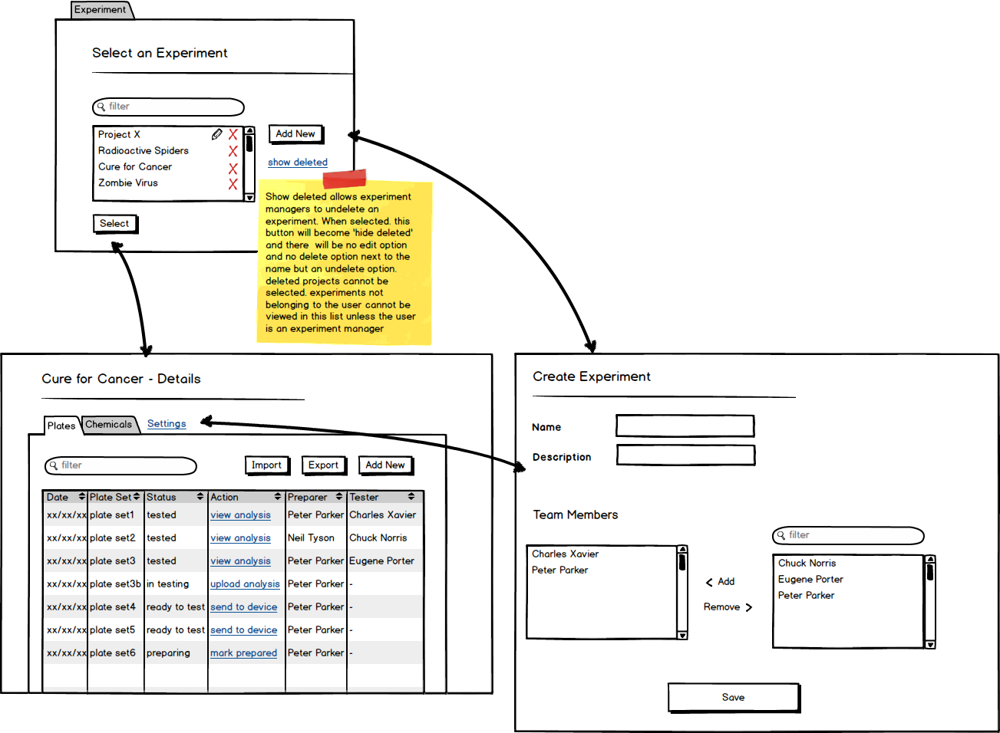 Experiment
Select an Experiment
filter
Project X
Radioactive Spiders
Cure for Cancer
Zombie Virus
Add New
show deleted
Select
Show deleted allows experiment
managers to undelete an
experiment. When selected. this
button will become 'hide deleted'
and there will be no edit option
and no delete option next to the
name but an undelete option.
deleted projects cannot be
selected. experiments not
belonging to the user cannot be
viewed in this list unless the user
is an experiment manager
Cure for Cancer - Details
Plates Chemicals Settings
filter Import Export Add New
Date Plate Set Status Action Preparer Tester
xx/xx/xx plate set1 tested view analysis Peter Parker Charles Xavier
xx/xx/xx plate set2 tested view analysis Neil Tyson Chuck Norris
xx/xx/xx plate set3 tested view analysis Peter Parker Eugene Porter
xx/xx/xx plate set3b in testing upload analysis Peter Parker -
xx/xx/xx plate set4 ready to test send to device Peter Parker -
xx/xx/xx plate set5 ready to test send to device Peter Parker -
xx/xx/xx plate set6 preparing mark prepared Peter Parker -
Create Experiment
Name
Description
Team Members
Charles Xavier
Peter Parker
< Add
Remove >
filter
Chuck Norris
Eugene Porter
Peter Parker
Save